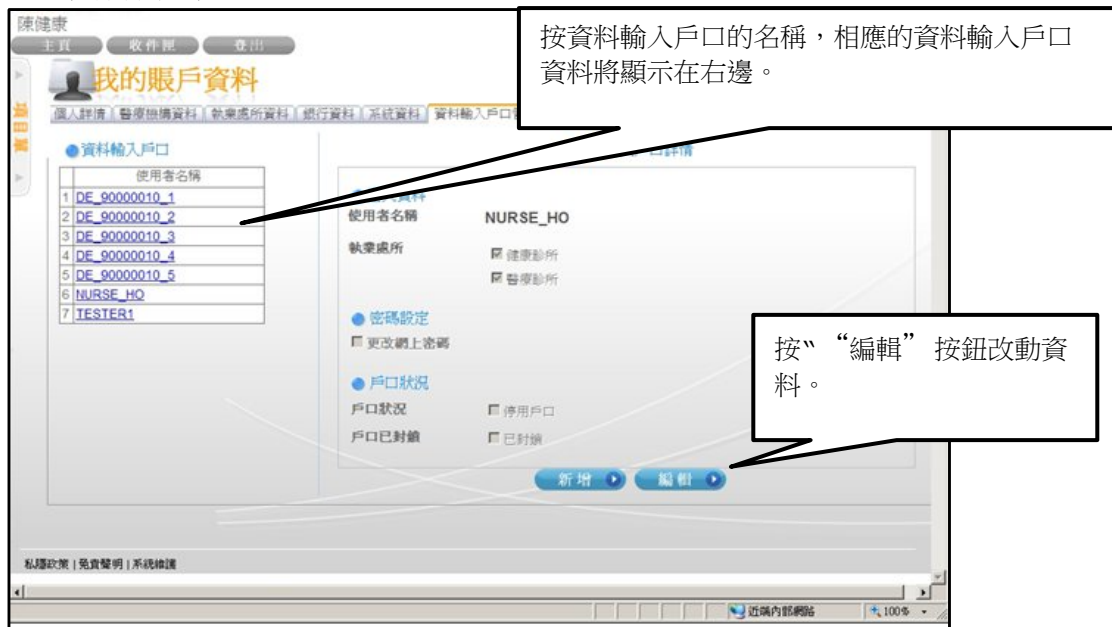 陳健康
主頁 收件匣 登出
按資料輸入戶口的名稱，相應的資料輸入戶口
資料將顯示在右邊。
我的賬戶資料
項目單
個人詳情 醫療機構資料 執業處所資料 銀行資料 系統資料 資料輸入戶口
資料輸入戶口
戶口詳情
使用者名稱
1 DE_90000010_1
2 DE_90000010_2
3 DE_90000010_3
4 DE_90000010_4
5 DE_90000010_5
6 NURSE_HO
7 TESTER1
資料
使用者名稱 NURSE_HO
執業處所 健康診所
醫療診所
密碼設定
更改網上密碼
戶口狀況
戶口狀況 停用戶口
戶口已封鎖 已封鎖
按〝“編輯” 按鈕改動資
料。
新增 編輯
私隱政策 | 免責聲明 | 系統維護
近端內部網路 100%